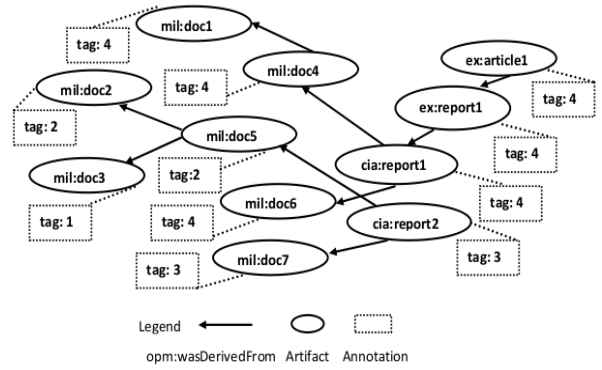 mil:doc1
tag: 4
mil:doc4
ex:article1
mil:doc2
tag: 4
tag: 4
ex:report1
tag: 2
mil:doc5
tag: 4
mil:doc3
tag:2
cia:report1
tag: 1
mil:doc6
tag: 4
tag: 4
cia:report2
mil:doc7
tag: 3
tag: 3
Legend
opm:wasDerivedFrom Artifact Annotation